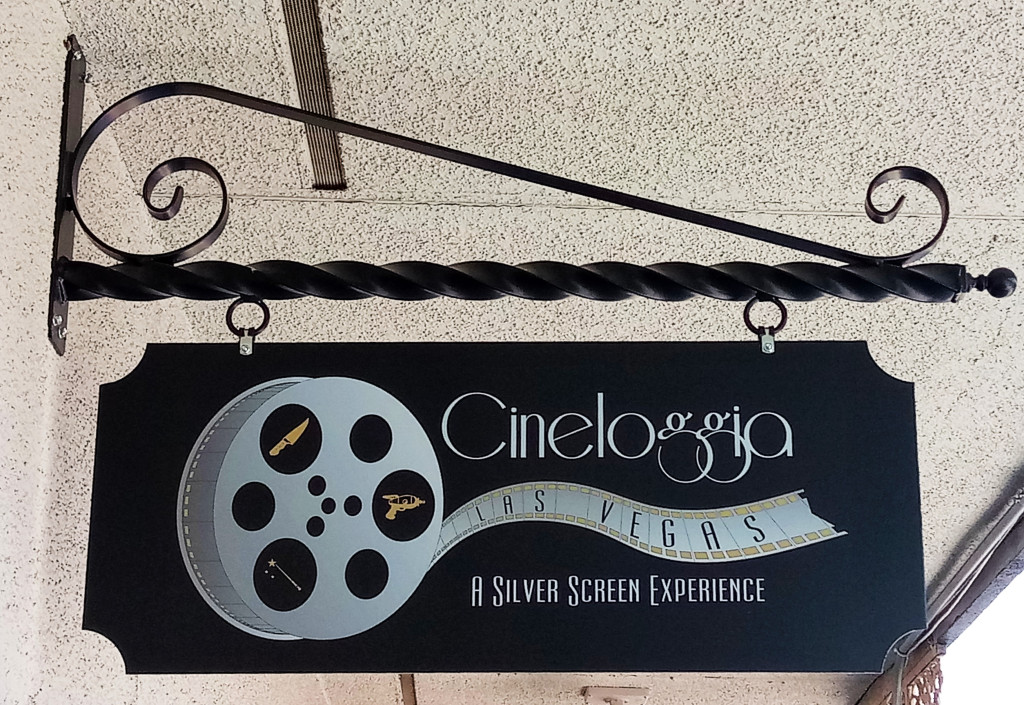 Cineloggia
LAS VEGAS
A SILVER SCREEN EXPERIENCE